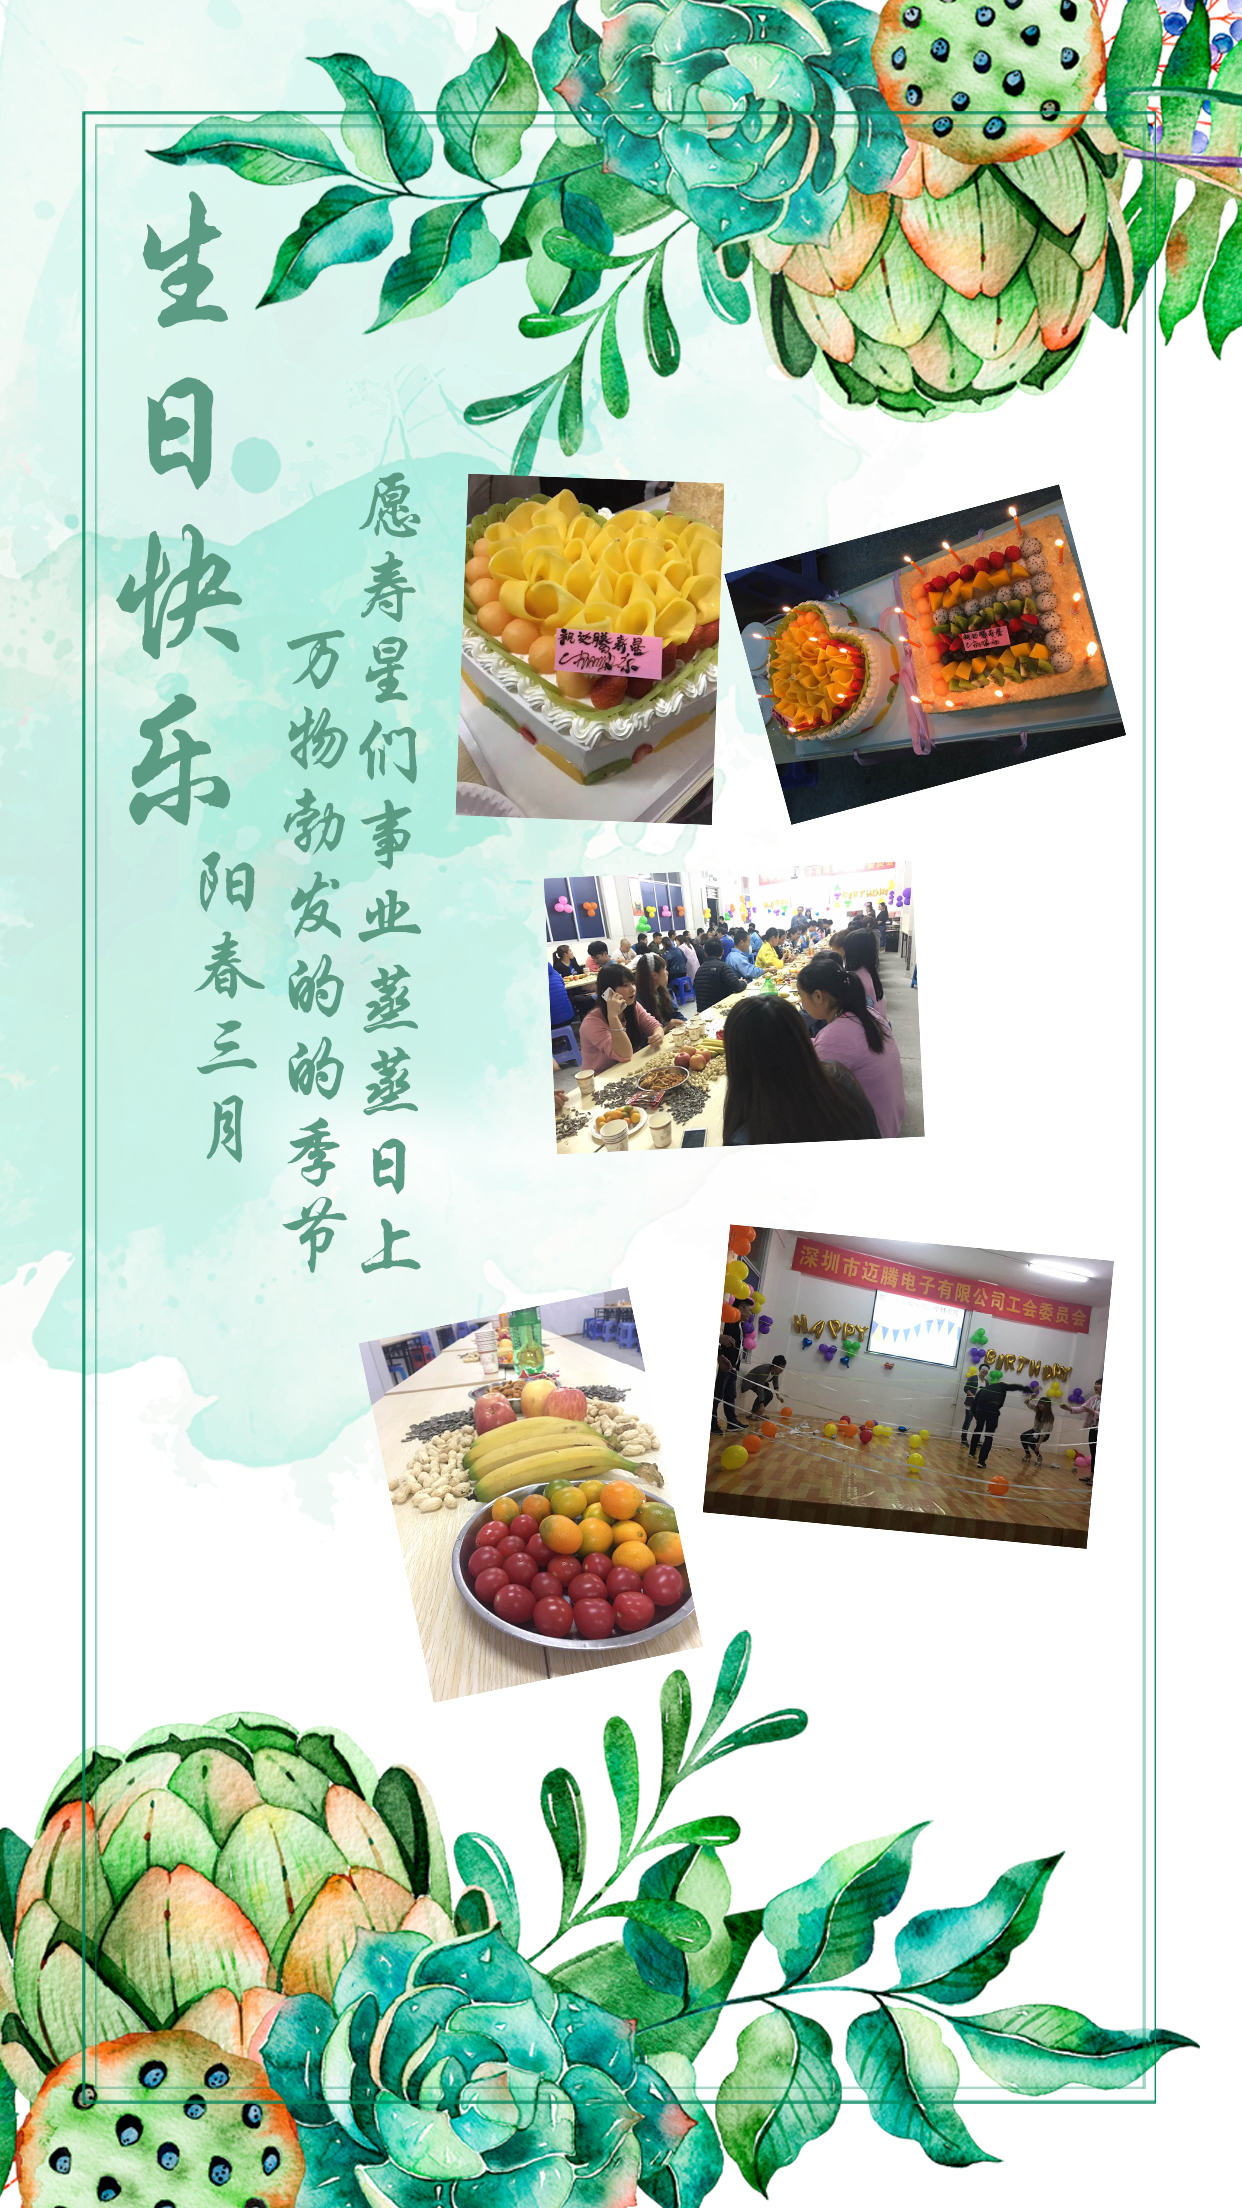 生日快乐
阳春三月
万物勃发的的季节
愿寿星们事业蒸蒸日上
深圳市迈腾电子有限公司工会委员会
HAPPY
BIRTHDAY